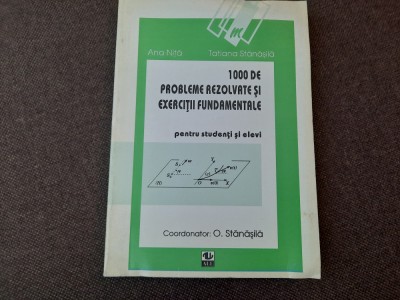 m
Ana Niță Tatiana Stănășilă
1000 DE
PROBLEME REZOLVATE ȘI
EXERCIȚII FUNDAMENTALE
pentru studenți și elevi
Coordonator: O. Stănășilă